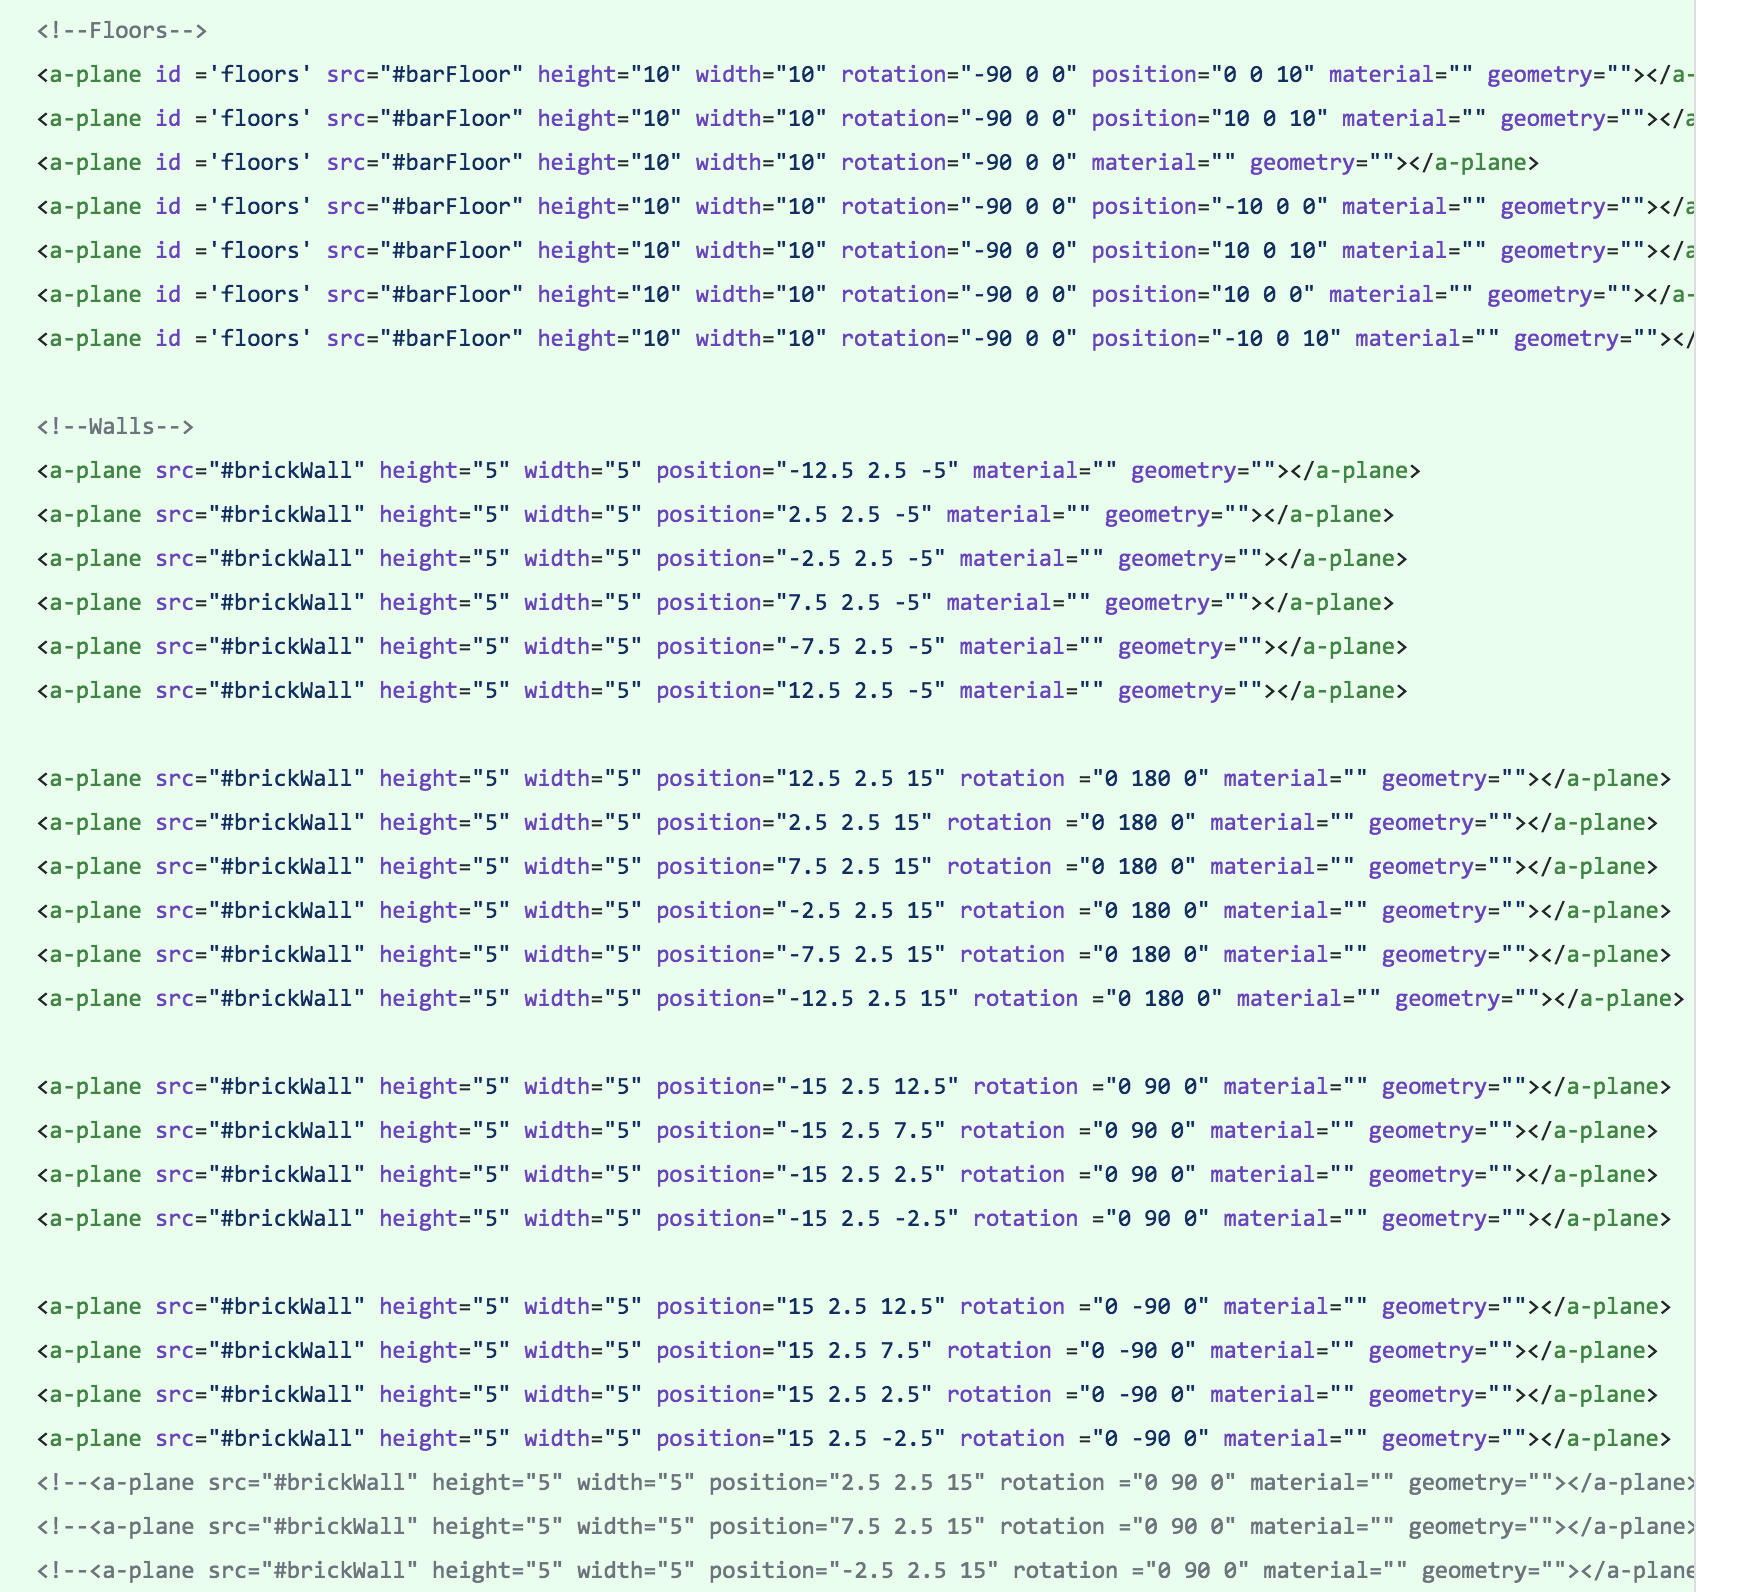 <!--Floors-->
<a-plane id ='floors' src="#barFloor" height="10" width="10" rotation="-90 0 0" position="0 0 10" material="" geometry=""></a-
<a-plane id ='floors' src="#barFloor" height="10" width="10" rotation="-90 0 0" position="10 0 10" material="" geometry=""></a
<a-plane id ='floors' src="#barFloor" height="10" width="10" rotation="-90 0 0" material="" geometry=""></a-plane>
<a-plane id ='floors' src="#barFloor" height="10" width="10" rotation="-90 0 0" position="-10 0 0" material="" geometry=""></a
<a-plane id ='floors' src="#barFloor" height="10" width="10" rotation="-90 0 0" position="10 0 10" material="" geometry=""></a
<a-plane id ='floors' src="#barFloor" height="10" width="10" rotation="-90 0 0" position="10 0 0" material="" geometry=""></a-
<a-plane id ='floors' src="#barFloor" height="10" width="10" rotation="-90 0 0" position="-10 0 10" material="" geometry=""></
<!--Walls-->
<a-plane src="#brickWall" height="5" width="5" position="-12.5 2.5 -5" material="" geometry=""></a-plane>
<a-plane src="#brickWall" height="5" width="5" position="2.5 2.5 -5" material="" geometry=""></a-plane>
<a-plane src="#brickWall" height="5" width="5" position="-2.5 2.5 -5" material="" geometry=""></a-plane>
<a-plane src="#brickWall" height="5" width="5" position="7.5 2.5 -5" material="" geometry=""></a-plane>
<a-plane src="#brickWall" height="5" width="5" position="-7.5 2.5 -5" material="" geometry=""></a-plane>
<a-plane src="#brickWall" height="5" width="5" position="12.5 2.5 -5" material="" geometry=""></a-plane>
<a-plane src="#brickWall" height="5" width="5" position="12.5 2.5 15" rotation ="0 180 0" material="" geometry=""></a-plane>
<a-plane src="#brickWall" height="5" width="5" position="2.5 2.5 15" rotation ="0 180 0" material="" geometry=""></a-plane>
<a-plane src="#brickWall" height="5" width="5" position="7.5 2.5 15" rotation ="0 180 0" material="" geometry=""></a-plane>
<a-plane src="#brickWall" height="5" width="5" position="-2.5 2.5 15" rotation ="0 180 0" material="" geometry=""></a-plane>
<a-plane src="#brickWall" height="5" width="5" position="-7.5 2.5 15" rotation ="0 180 0" material="" geometry=""></a-plane>
<a-plane src="#brickWall" height="5" width="5" position="-12.5 2.5 15" rotation ="0 180 0" material="" geometry=""></a-plane>
<a-plane src="#brickWall" height="5" width="5" position="-15 2.5 12.5" rotation ="0 90 0" material="" geometry=""></a-plane>
<a-plane src="#brickWall" height="5" width="5" position="-15 2.5 7.5" rotation ="0 90 0" material="" geometry=""></a-plane>
<a-plane src="#brickWall" height="5" width="5" position="-15 2.5 2.5" rotation ="0 90 0" material="" geometry=""></a-plane>
<a-plane src="#brickWall" height="5" width="5" position="-15 2.5 -2.5" rotation ="0 90 0" material="" geometry=""></a-plane>
<a-plane src="#brickWall" height="5" width="5" position="15 2.5 12.5" rotation ="0 -90 0" material="" geometry=""></a-plane>
<a-plane src="#brickWall" height="5" width="5" position="15 2.5 7.5" rotation ="0 -90 0" material="" geometry=""></a-plane>
<a-plane src="#brickWall" height="5" width="5" position="15 2.5 2.5" rotation ="0 -90 0" material="" geometry=""></a-plane>
<a-plane src="#brickWall" height="5" width="5" position="15 2.5 -2.5" rotation ="0 -90 0" material="" geometry=""></a-plane>
<!--<a-plane src="#brickWall" height="5" width="5" position="2.5 2.5 15" rotation ="0 90 0" material="" geometry=""></a-plane>
<!--<a-plane src="#brickWall" height="5" width="5" position="7.5 2.5 15" rotation ="0 90 0" material="" geometry=""></a-plane>
<!--<a-plane src="#brickWall" height="5" width="5" position="-2.5 2.5 15" rotation ="0 90 0" material="" geometry=""></a-plane